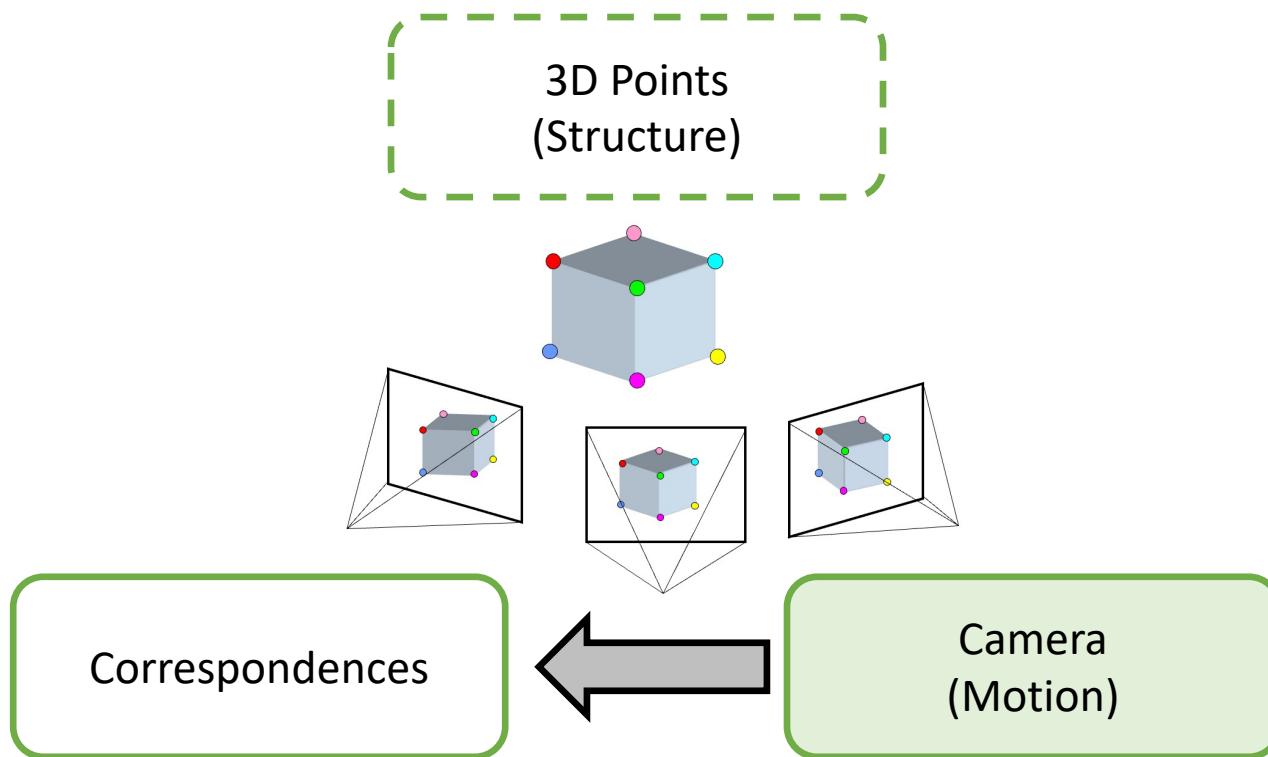 3D Points
(Structure)
Correspondences
Camera
(Motion)